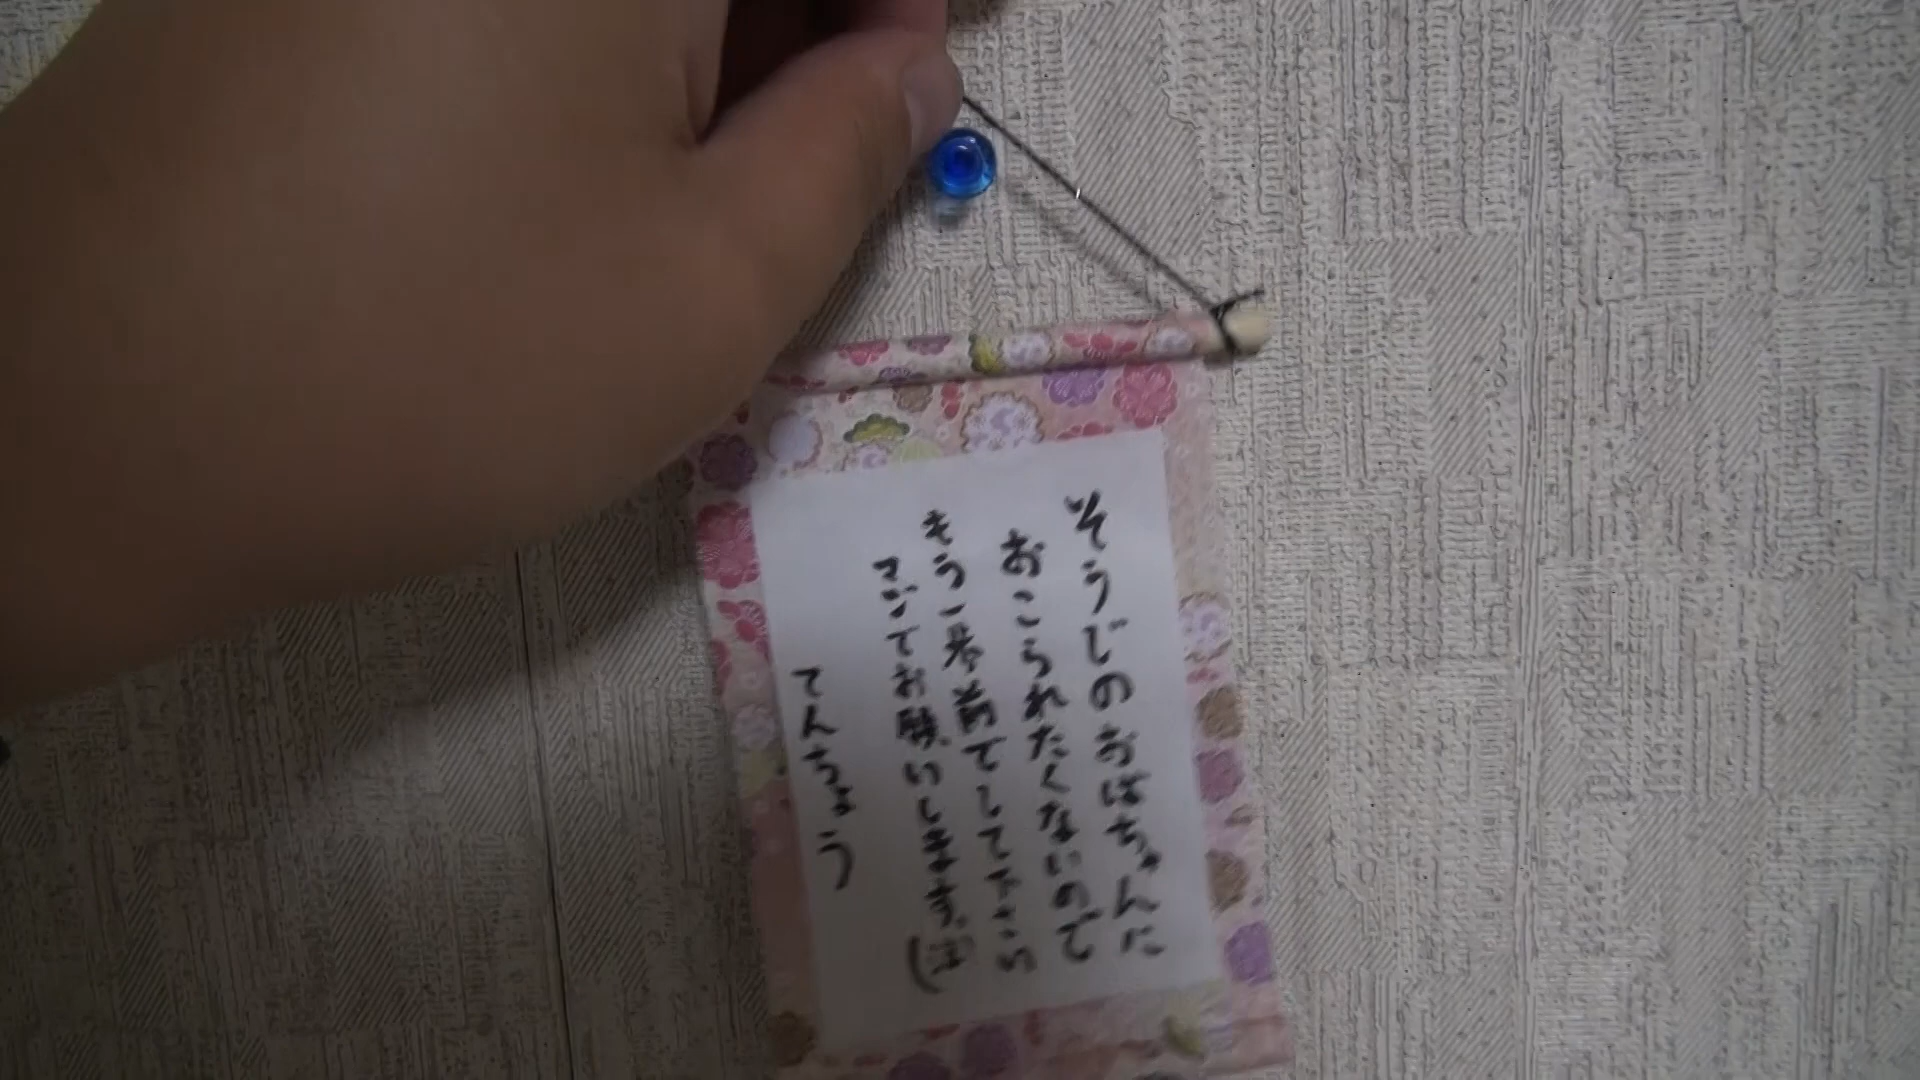 そうじのおばちゃんに
おこられたくないので
もう一歩前でして下さい
マジでお願いします。
てんちょう